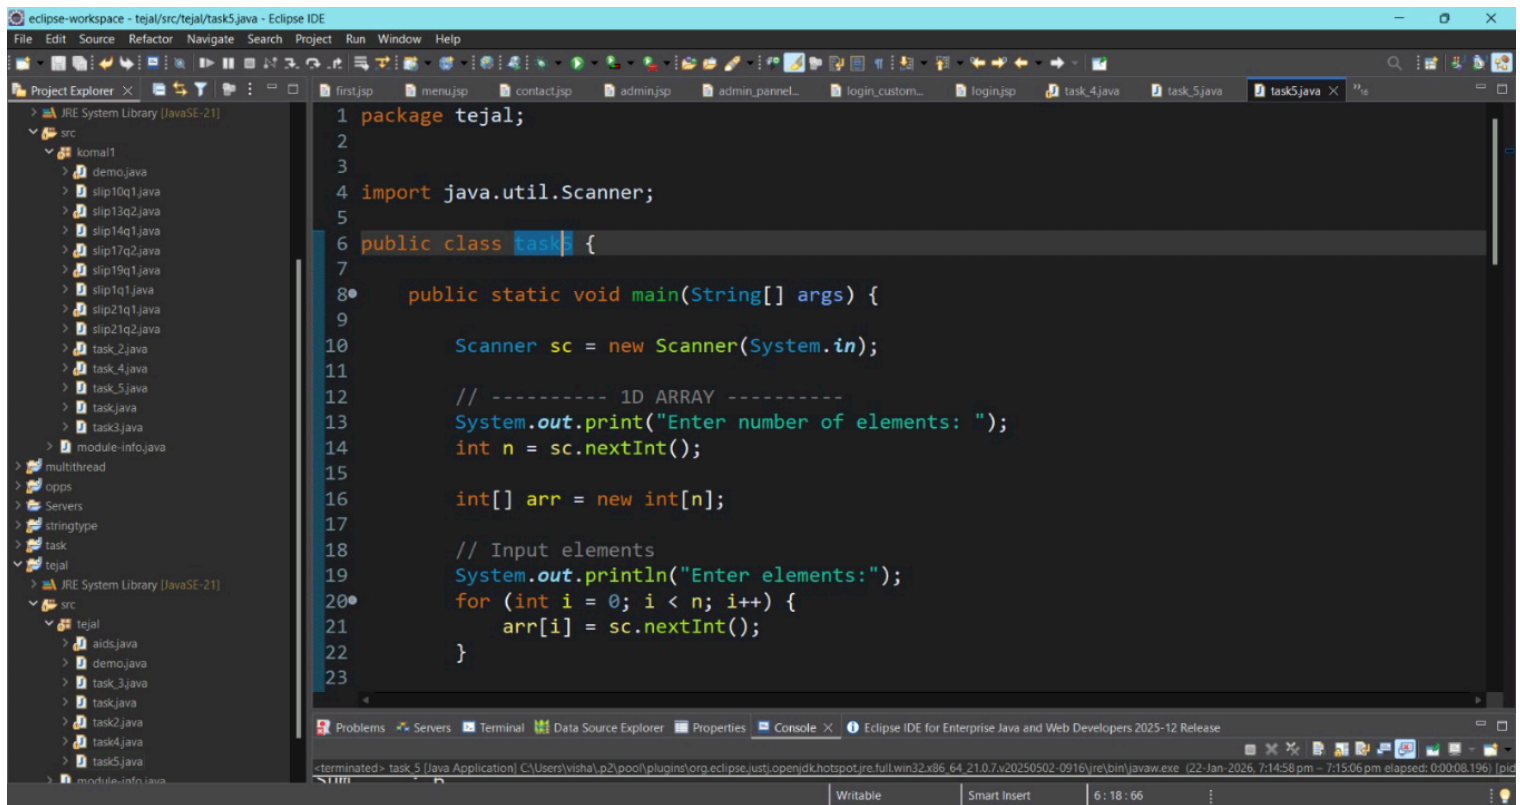 eclipse-workspace - tejal/src/tejal/task5.java - Eclipse IDE
File Edit Source Refactor Navigate Search Project Run Window Help
Project Explorer
first.jsp menu.jsp contact.jsp admin.jsp admin_pannel... login_custom... login.jsp task_4.java task_5.java task5.java
JRE System Library [JavaSE-21]
src
komal1
demo.java
slip10q1.java
slip13q2.java
slip14q1.java
slip17q2.java
slip19q1.java
slip1q1.java
slip21q1.java
slip21q2.java
task_2.java
task_4.java
task_5.java
task.java
task3.java
module-info.java
multithread
opps
Servers
stringtype
task
tejal
JRE System Library [JavaSE-21]
src
tejal
aids.java
demo.java
task_3.java
task.java
task2.java
task4.java
task5.java
module-info.java
1 package tejal;
2
3
4 import java.util.Scanner;
5
6 public class task5 {
7
8 public static void main(String[] args) {
9
10 Scanner sc = new Scanner(System.in);
11
12 // ---------- 1D ARRAY ----------
13 System.out.print("Enter number of elements: ");
14 int n = sc.nextInt();
15
16 int[] arr = new int[n];
17
18 // Input elements
19 System.out.println("Enter elements:");
20 for (int i = 0; i < n; i++) {
21 arr[i] = sc.nextInt();
22 }
23
Problems Servers Terminal Data Source Explorer Properties Console Eclipse IDE for Enterprise Java and Web Developers 2025-12 Release
<terminated> task_5 [Java Application] C:\Users\visha\.p2\pool\plugins\org.eclipse.justj.openjdk.hotspot.jre.full.win32.x86_64_21.0.7.v20250502-0916\jre\bin\javaw.exe (22-Jan-2026, 7:14:58 pm – 7:15:06 pm elapsed: 0:00:08.196) [pid
Writable Smart Insert 6 : 18 : 66